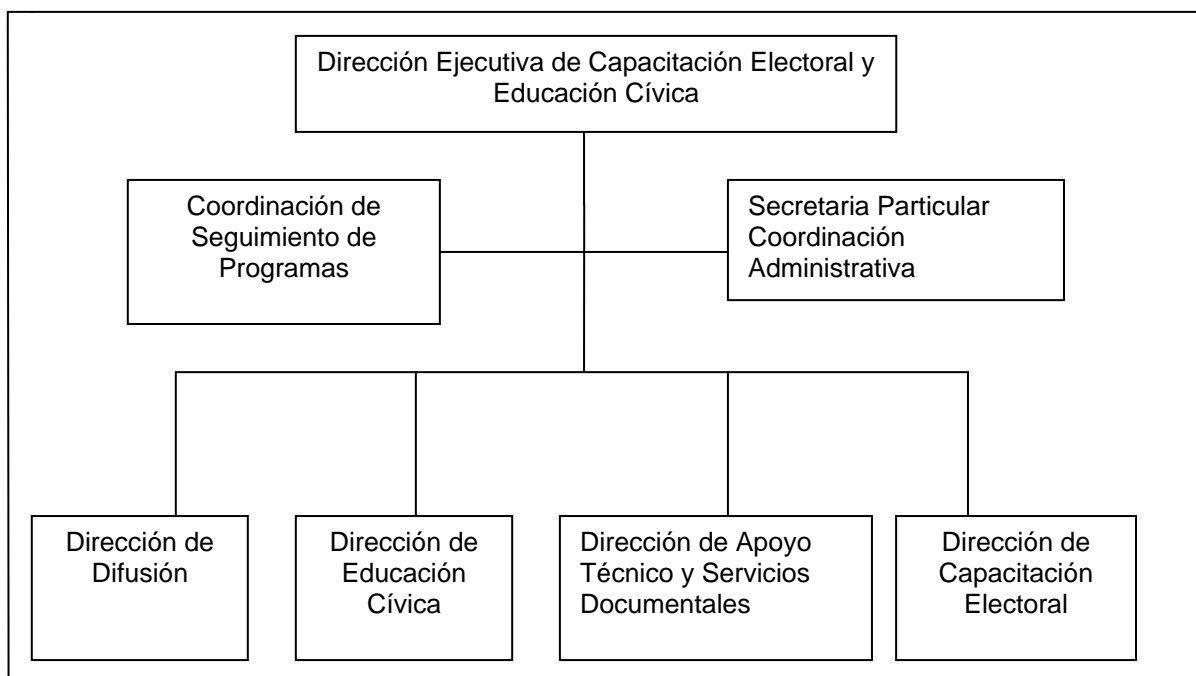 Dirección Ejecutiva de Capacitación Electoral y
Educación Cívica
Coordinación de
Seguimiento de
Programas
Secretaria Particular
Coordinación
Administrativa
Dirección de
Difusión
Dirección de
Educación
Cívica
Dirección de Apoyo
Técnico y Servicios
Documentales
Dirección de
Capacitación
Electoral